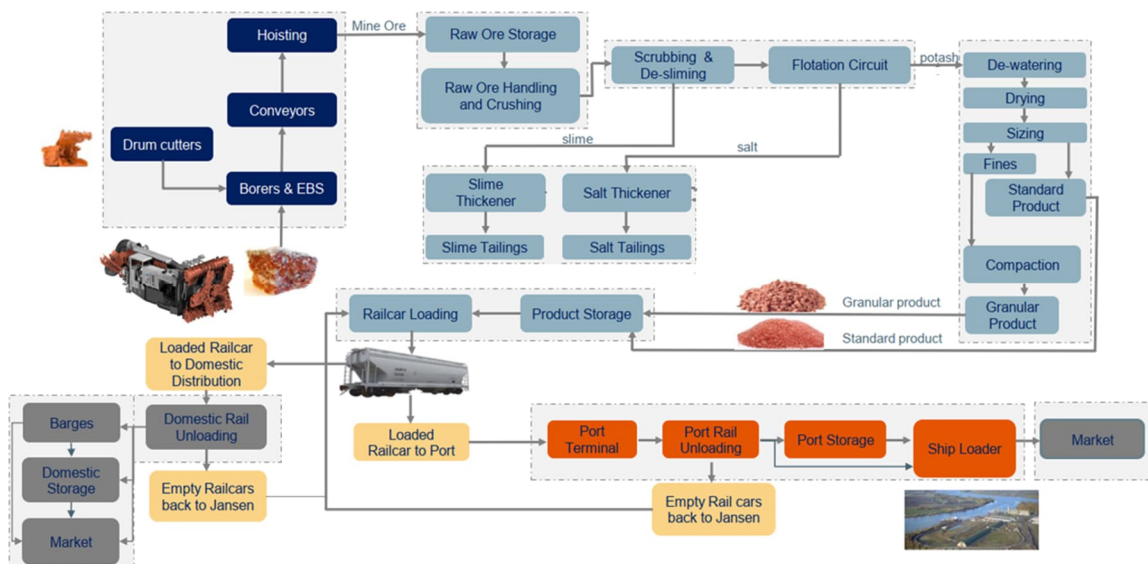 Hoisting
Mine Ore
Raw Ore Storage
Conveyors
Raw Ore Handling
and Crushing
Drum cutters
Borers & EBS
Scrubbing &
De-sliming
Flotation Circuit
potash
De-watering
Drying
Sizing
Fines
Standard
Product
slime
salt
Slime
Thickener
Salt Thickener
Slime Tailings
Salt Tailings
Compaction
Granular
Product
Granular product
Standard product
Railcar Loading
Product Storage
Loaded Railcar
to Domestic
Distribution
Barges
Domestic Rail
Unloading
Domestic
Storage
Empty Railcars
back to Jansen
Market
Loaded
Railcar to Port
Port
Terminal
Port Rail
Unloading
Port Storage
Ship Loader
Market
Empty Rail cars
back to Jansen